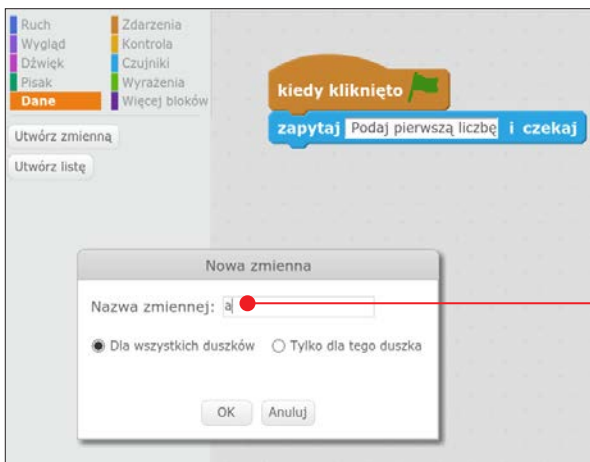 Ruch Zdarzenia
Wygląd Kontrola
Dźwięk Czujniki
Pisak Wyrażenia
Dane Więcej bloków
Utwórz zmienną
Utwórz listę
kiedy kliknięto
zapytaj Podaj pierwszą liczbę i czekaj
Nowa zmienna
Nazwa zmiennej: a
Dla wszystkich duszków Tylko dla tego duszka
OK Anuluj